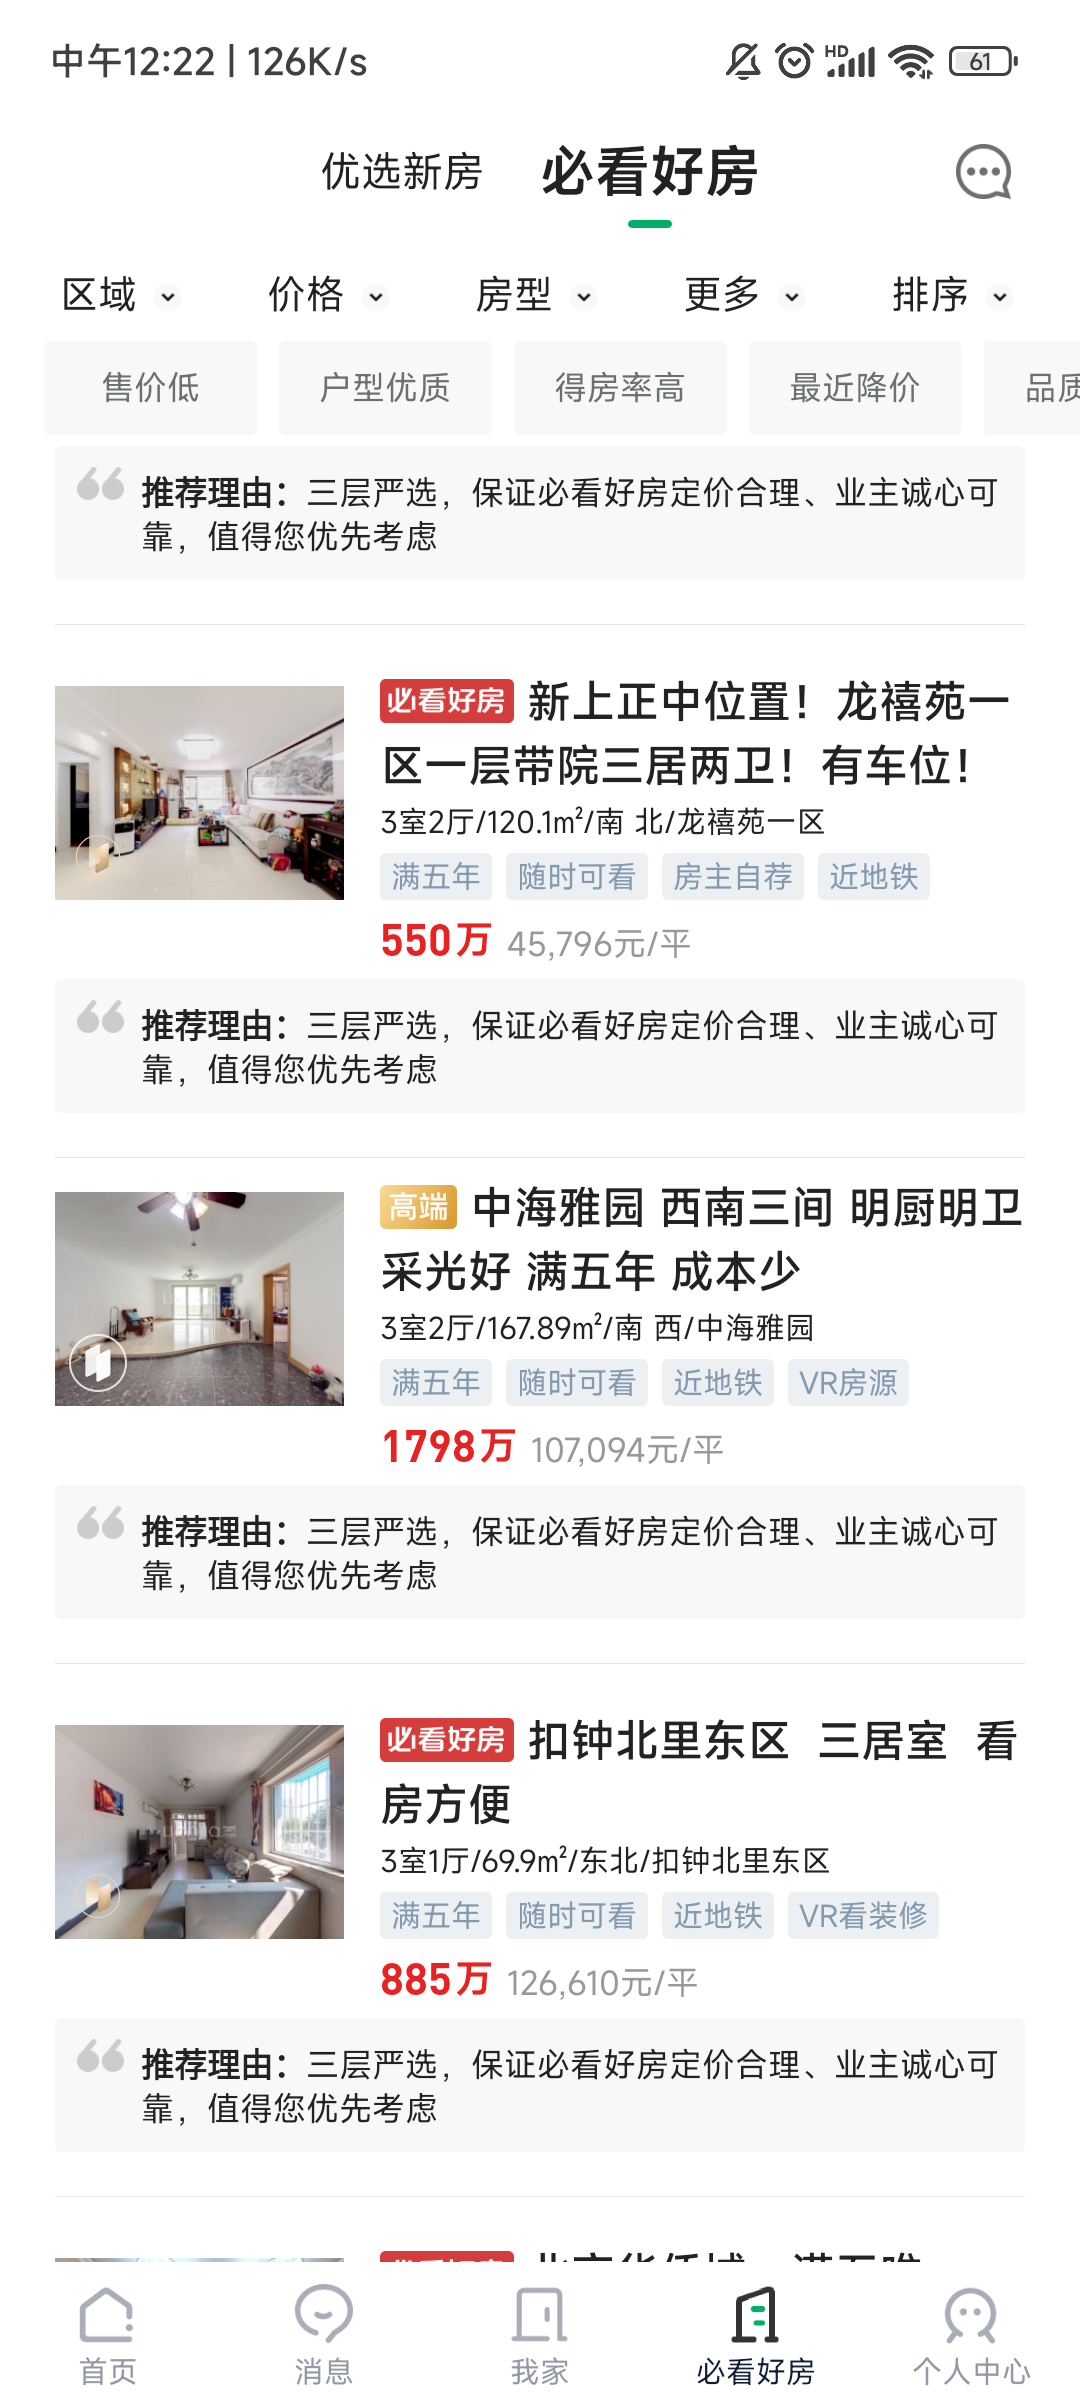 中午12:22 | 126K/s
HD
61
优选新房 必看好房
区域 价格 房型 更多 排序
售价低 户型优质 得房率高 最近降价 品质
推荐理由：三层严选，保证必看好房定价合理、业主诚心可
靠，值得您优先考虑
必看好房 新上正中位置！龙禧苑一
区一层带院三居两卫！有车位！
3室2厅/120.1㎡/南 北/龙禧苑一区
满五年 随时可看 房主自荐 近地铁
550万 45,796元/平
推荐理由：三层严选，保证必看好房定价合理、业主诚心可
靠，值得您优先考虑
高端 中海雅园 西南三间 明厨明卫
采光好 满五年 成本少
3室2厅/167.89㎡/南 西/中海雅园
满五年 随时可看 近地铁 VR房源
1798万 107,094元/平
推荐理由：三层严选，保证必看好房定价合理、业主诚心可
靠，值得您优先考虑
必看好房 扣钟北里东区 三居室 看
房方便
3室1厅/69.9㎡/东北/扣钟北里东区
满五年 随时可看 近地铁 VR看装修
885万 126,610元/平
推荐理由：三层严选，保证必看好房定价合理、业主诚心可
靠，值得您优先考虑
首页 消息 我家 必看好房 个人中心